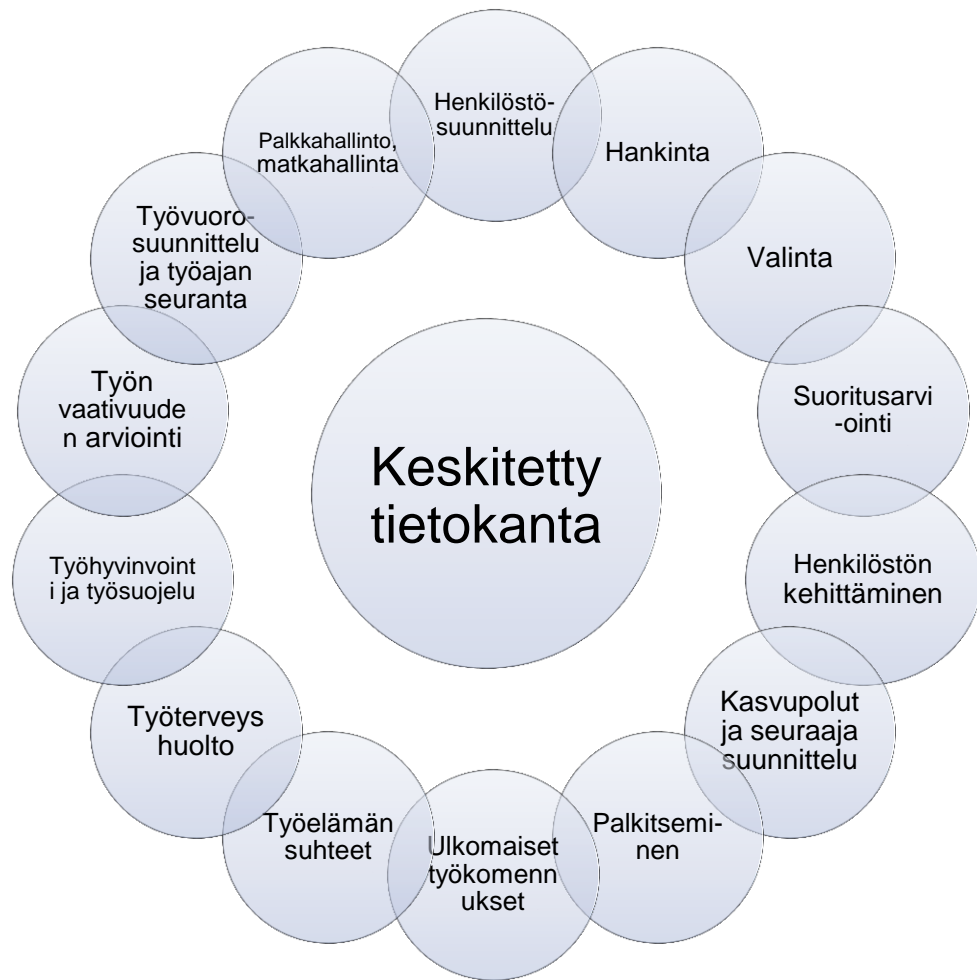 Henkilöstö-
suunnittelu
Hankinta
Valinta
Suoritusarvi
-ointi
Henkilöstön
kehittäminen
Kasvupolut
ja seuraaja
suunnittelu
Palkitsemi-
nen
Ulkomaiset
työkomenn
ukset
Työelämän
suhteet
Työterveys
huolto
Työhyvinvoint
i ja työsuojelu
Työn
vaativuude
n arviointi
Työvuoro-
suunnittelu
ja työajan
seuranta
Palkkahallinto,
matkahallinta
Keskitetty
tietokanta